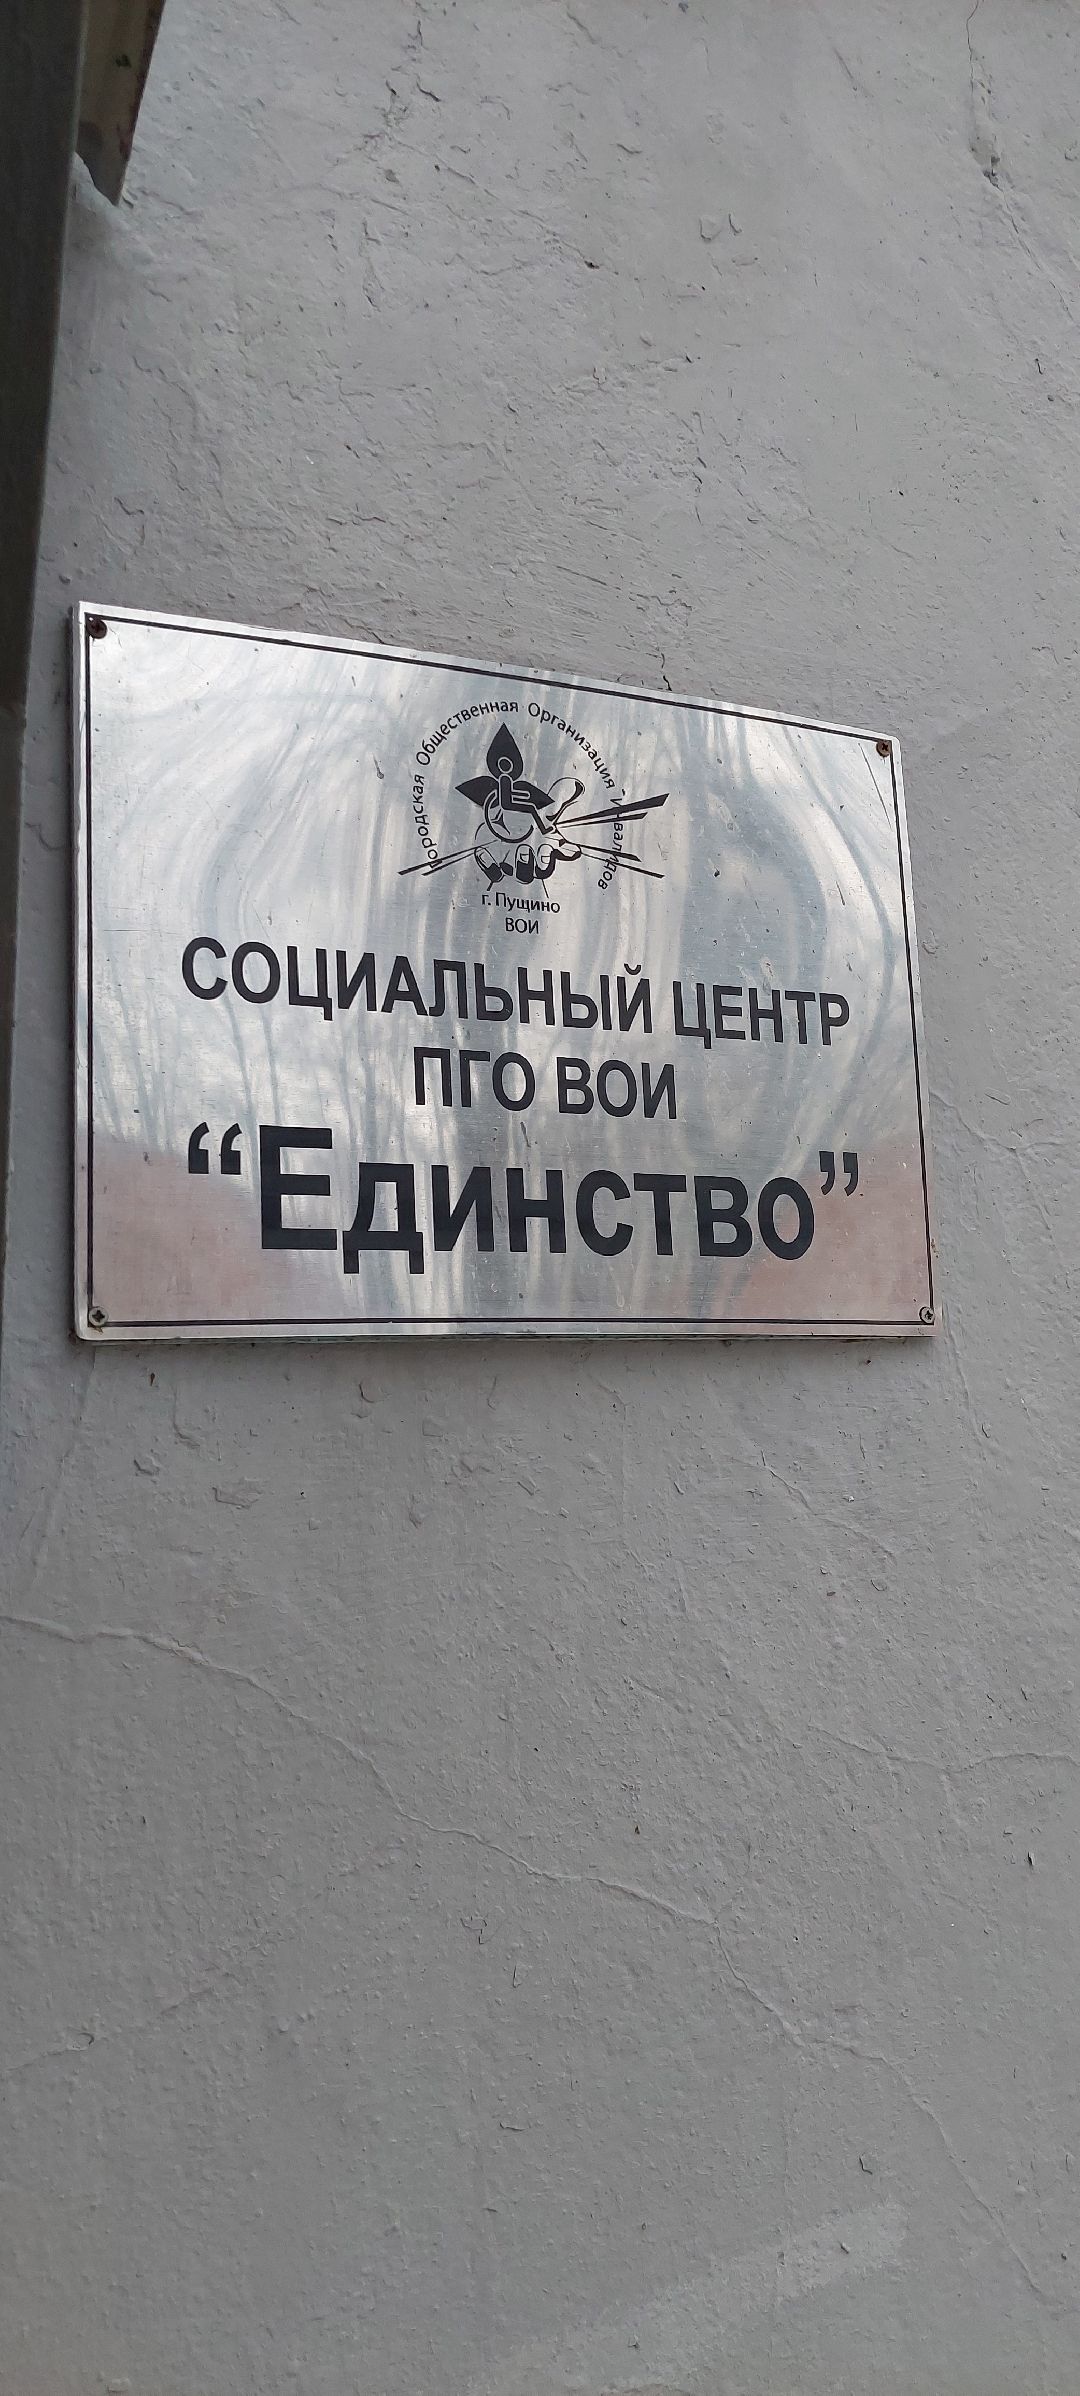 Городская Общественная Организация Инвалидов
г. Пущино
ВОИ
СОЦИАЛЬНЫЙ ЦЕНТР
ПГО ВОИ
“Единство”